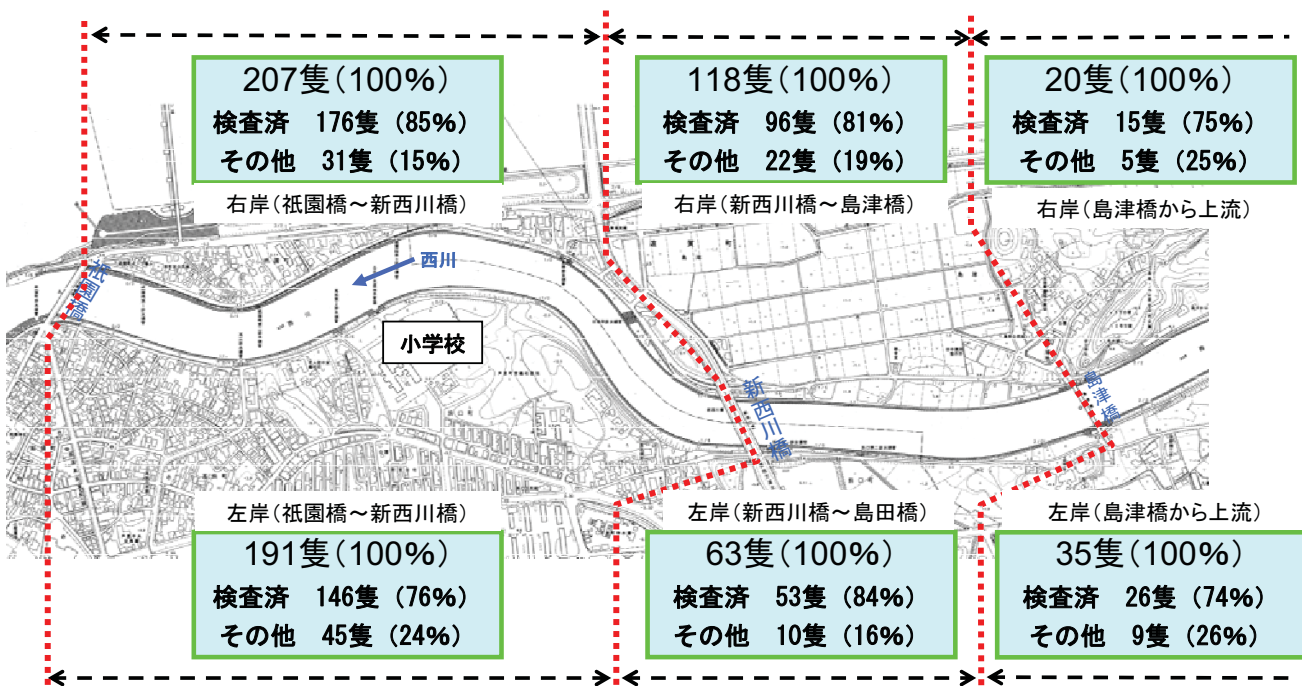 207隻(100%)
検査済 176隻 (85%)
その他 31隻 (15%)
右岸(祇園橋～新西川橋)
118隻(100%)
検査済 96隻 (81%)
その他 22隻 (19%)
右岸(新西川橋～島津橋)
20隻(100%)
検査済 15隻 (75%)
その他 5隻 (25%)
右岸(島津橋から上流)
祇園橋
西川
小学校
新西川橋
島津橋
左岸(祇園橋～新西川橋)
191隻(100%)
検査済 146隻 (76%)
その他 45隻 (24%)
左岸(新西川橋～島田橋)
63隻(100%)
検査済 53隻 (84%)
その他 10隻 (16%)
左岸(島津橋から上流)
35隻(100%)
検査済 26隻 (74%)
その他 9隻 (26%)